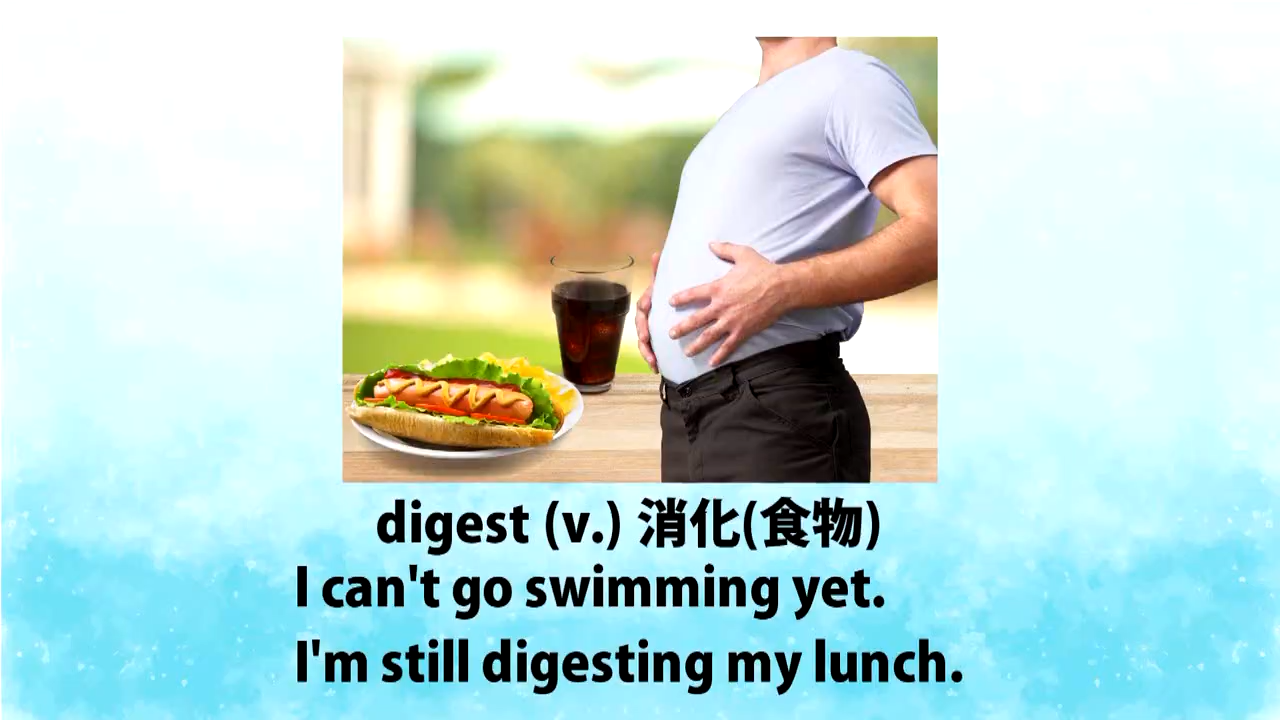 digest (v.) 消化(食物)
I can't go swimming yet.
I'm still digesting my lunch.